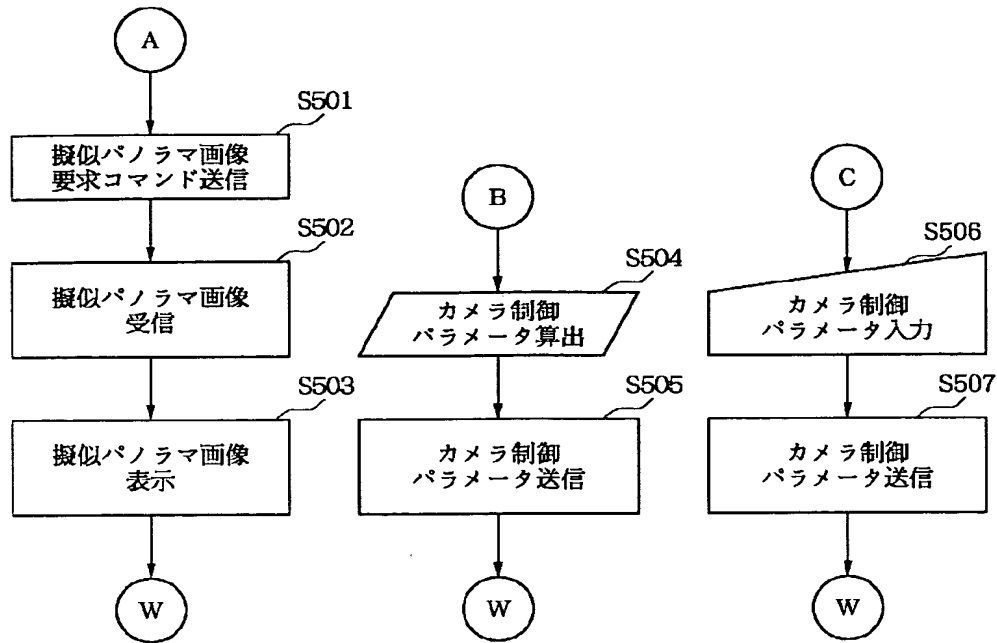 A
S501
擬似パノラマ画像
要求コマンド送信
S502
擬似パノラマ画像
受信
S503
擬似パノラマ画像
表示
W
B
S504
カメラ制御
パラメータ算出
S505
カメラ制御
パラメータ送信
W
C
S506
カメラ制御
パラメータ入力
S507
カメラ制御
パラメータ送信
W